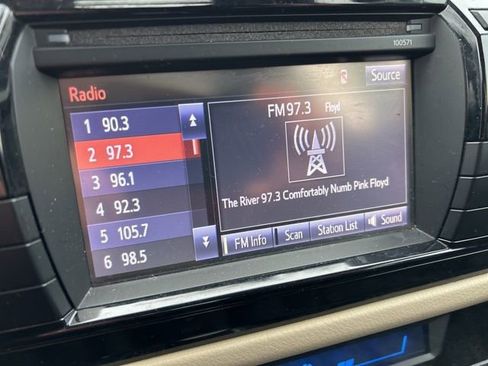 100571
Radio
Source
1 90.3
2 97.3
3 96.1
4 92.3
5 105.7
6 98.5
FM 97.3 Floyd
The River 97.3 Comfortably Numb Pink Floyd
FM Info
Scan
Station List
Sound